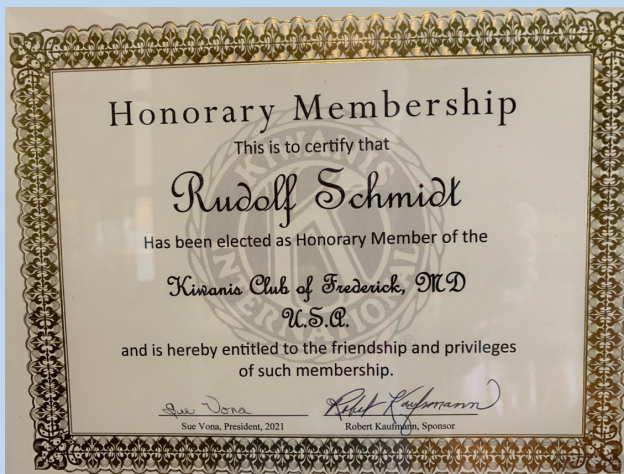 Honorary Membership
This is to certify that
Rudolf Schmidt
Has been elected as Honorary Member of the
Kiwanis Club of Frederick, MD
U.S.A.
and is hereby entitled to the friendship and privileges
of such membership.
Sue Vona
Robert Kaufmann
Sue Vona, President, 2021
Robert Kaufmann, Sponsor
KIWANIS
INTERNATIONAL